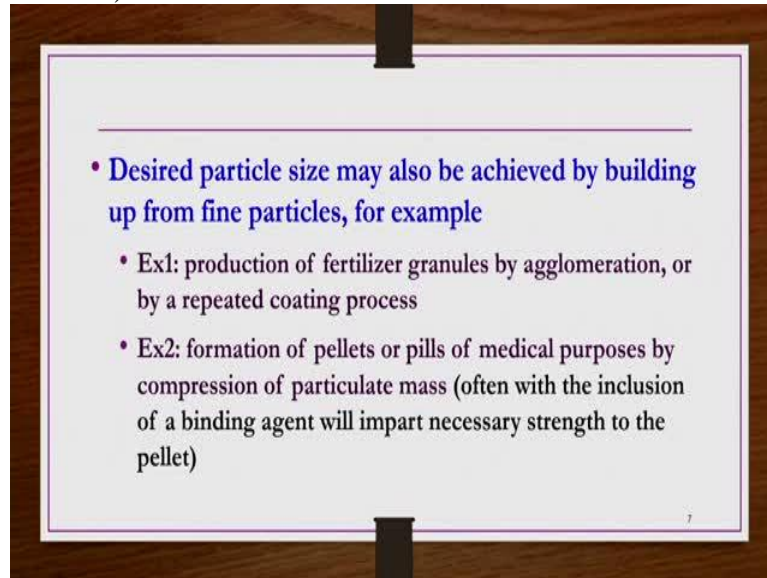 • Desired particle size may also be achieved by building
up from fine particles, for example
• Ex1: production of fertilizer granules by agglomeration, or
by a repeated coating process
• Ex2: formation of pellets or pills of medical purposes by
compression of particulate mass (often with the inclusion
of a binding agent will impart necessary strength to the
pellet)
7